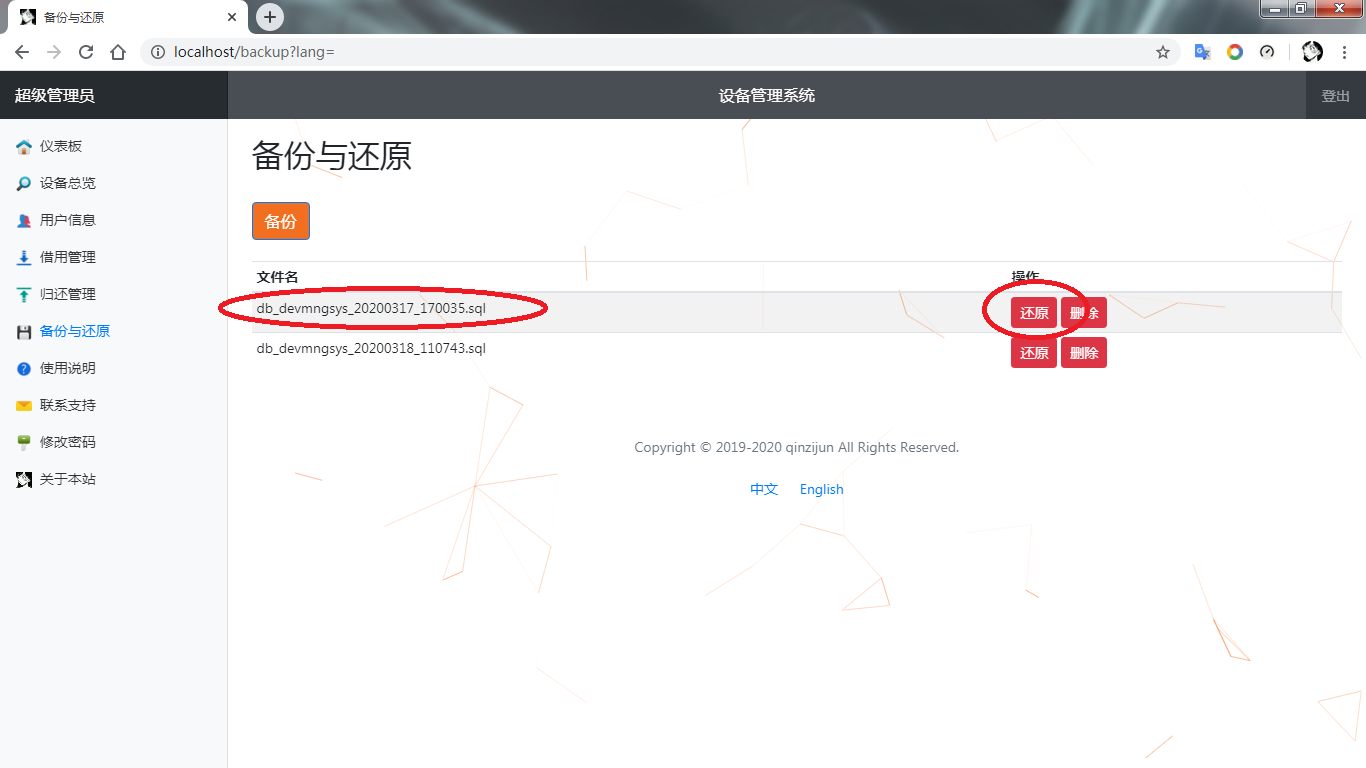 备份与还原
localhost/backup?lang=
超级管理员
设备管理系统
登出
仪表板
设备总览
用户信息
借用管理
归还管理
备份与还原
使用说明
联系支持
修改密码
关于本站
备份与还原
备份
文件名 操作
db_devmngsys_20200317_170035.sql 还原 删除
db_devmngsys_20200318_110743.sql 还原 删除
Copyright © 2019-2020 qinzijun All Rights Reserved.
中文 English